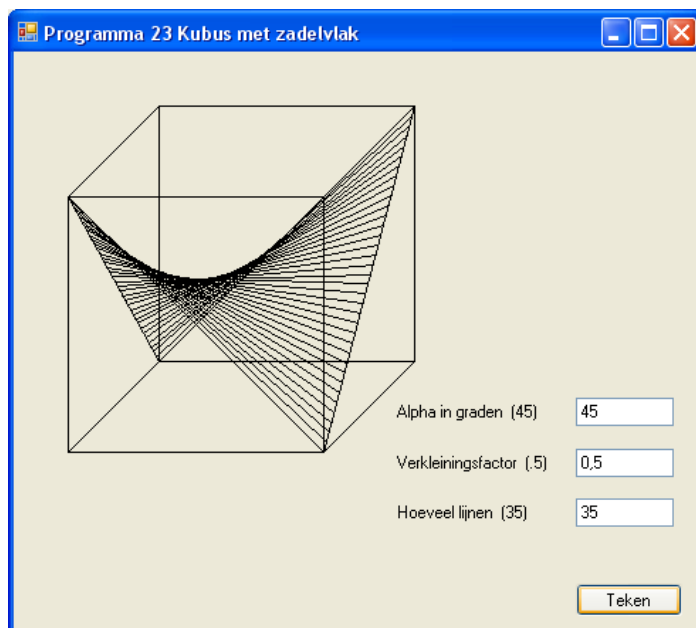 Programma 23 Kubus met zadelvlak
Alpha in graden (45) 45
Verkleiningsfactor (.5) 0,5
Hoeveel lijnen (35) 35
Teken